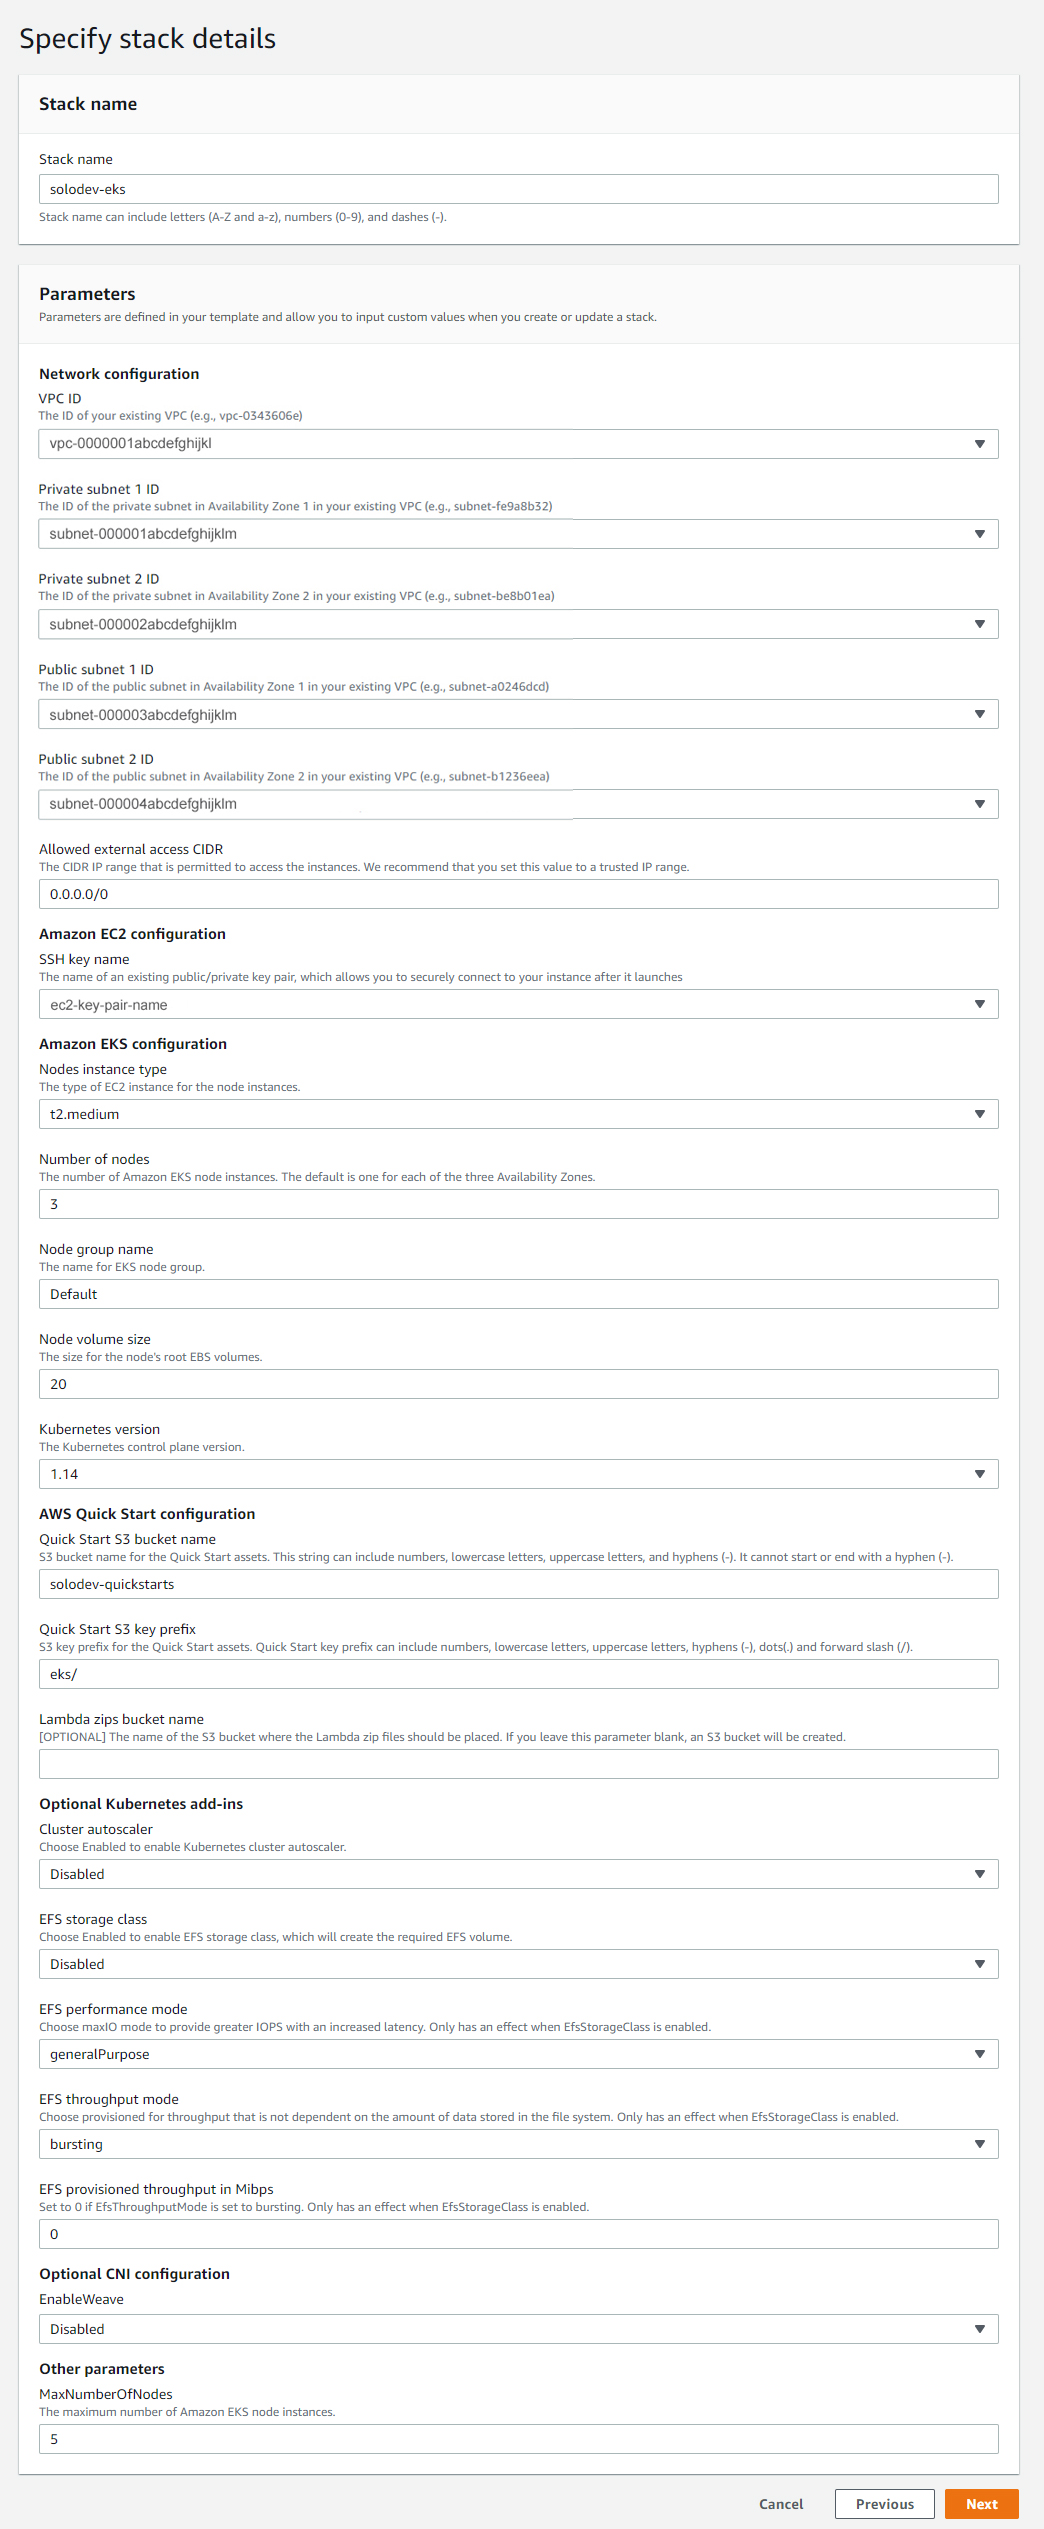 Specify stack details
Stack name
Stack name
solodev-eks
Stack name can include letters (A-Z and a-z), numbers (0-9), and dashes (-).
Parameters
Parameters are defined in your template and allow you to input custom values when you create or update a stack.
Network configuration
VPC ID
The ID of your existing VPC (e.g., vpc-0343606e)
vpc-0000001abcdefghijkl
Private subnet 1 ID
The ID of the private subnet in Availability Zone 1 in your existing VPC (e.g., subnet-fe9a8b32)
subnet-000001abcdefghijklm
Private subnet 2 ID
The ID of the private subnet in Availability Zone 2 in your existing VPC (e.g., subnet-be8b01ea)
subnet-000002abcdefghijklm
Public subnet 1 ID
The ID of the public subnet in Availability Zone 1 in your existing VPC (e.g., subnet-a0246dcd)
subnet-000003abcdefghijklm
Public subnet 2 ID
The ID of the public subnet in Availability Zone 2 in your existing VPC (e.g., subnet-b1236eea)
subnet-000004abcdefghijklm
Allowed external access CIDR
The CIDR IP range that is permitted to access the instances. We recommend that you set this value to a trusted IP range.
0.0.0.0/0
Amazon EC2 configuration
SSH key name
The name of an existing public/private key pair, which allows you to securely connect to your instance after it launches
ec2-key-pair-name
Amazon EKS configuration
Nodes instance type
The type of EC2 instance for the node instances.
t2.medium
Number of nodes
The number of Amazon EKS node instances. The default is one for each of the three Availability Zones.
3
Node group name
The name for EKS node group.
Default
Node volume size
The size for the node's root EBS volumes.
20
Kubernetes version
The Kubernetes control plane version.
1.14
AWS Quick Start configuration
Quick Start S3 bucket name
S3 bucket name for the Quick Start assets. This string can include numbers, lowercase letters, uppercase letters, and hyphens (-). It cannot start or end with a hyphen (-).
solodev-quickstarts
Quick Start S3 key prefix
S3 key prefix for the Quick Start assets. Quick Start key prefix can include numbers, lowercase letters, uppercase letters, hyphens (-), dots(.) and forward slash (/).
eks/
Lambda zips bucket name
[OPTIONAL] The name of the S3 bucket where the Lambda zip files should be placed. If you leave this parameter blank, an S3 bucket will be created.
Optional Kubernetes add-ins
Cluster autoscaler
Choose Enabled to enable Kubernetes cluster autoscaler.
Disabled
EFS storage class
Choose Enabled to enable EFS storage class, which will create the required EFS volume.
Disabled
EFS performance mode
Choose maxIO mode to provide greater IOPS with an increased latency. Only has an effect when EfsStorageClass is enabled.
generalPurpose
EFS throughput mode
Choose provisioned for throughput that is not dependent on the amount of data stored in the file system. Only has an effect when EfsStorageClass is enabled.
bursting
EFS provisioned throughput in Mibps
Set to 0 if EfsThroughputMode is set to bursting. Only has an effect when EfsStorageClass is enabled.
0
Optional CNI configuration
EnableWeave
Disabled
Other parameters
MaxNumberOfNodes
The maximum number of Amazon EKS node instances.
5
Cancel
Previous
Next